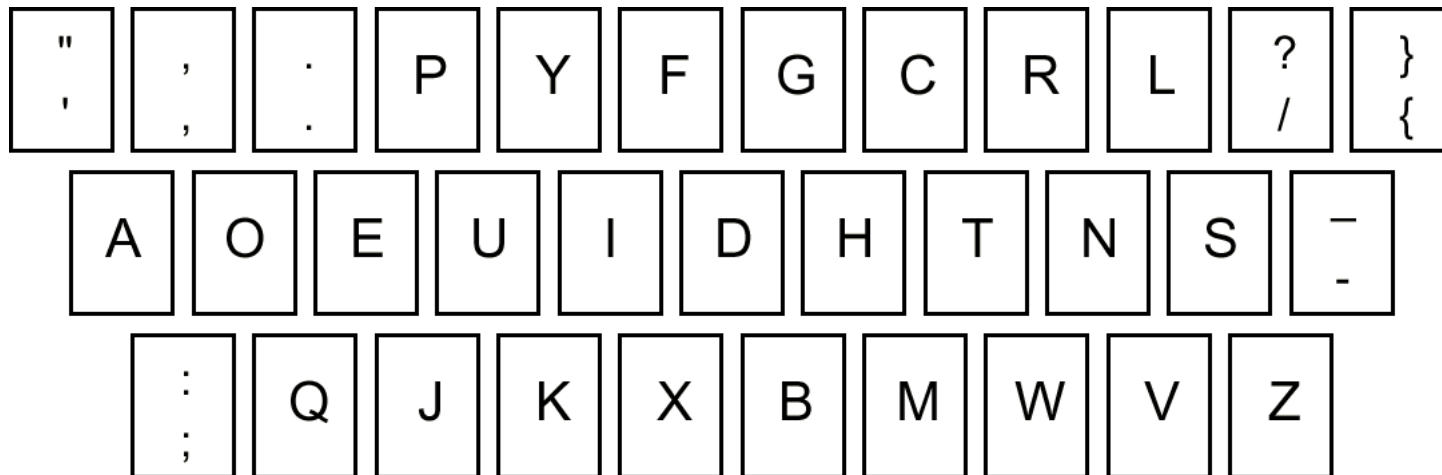 " ' , , . . P Y F G C R L ? / } {
A O E U I D H T N S _ -
: ; Q J K X B M W V Z